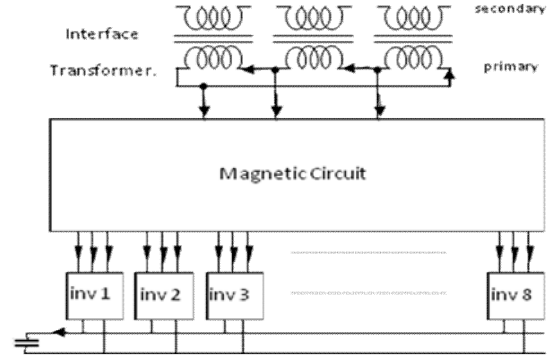 secondary
Interface
Transformer.
primary
Magnetic Circuit
inv 1
inv 2
inv 3
inv 8